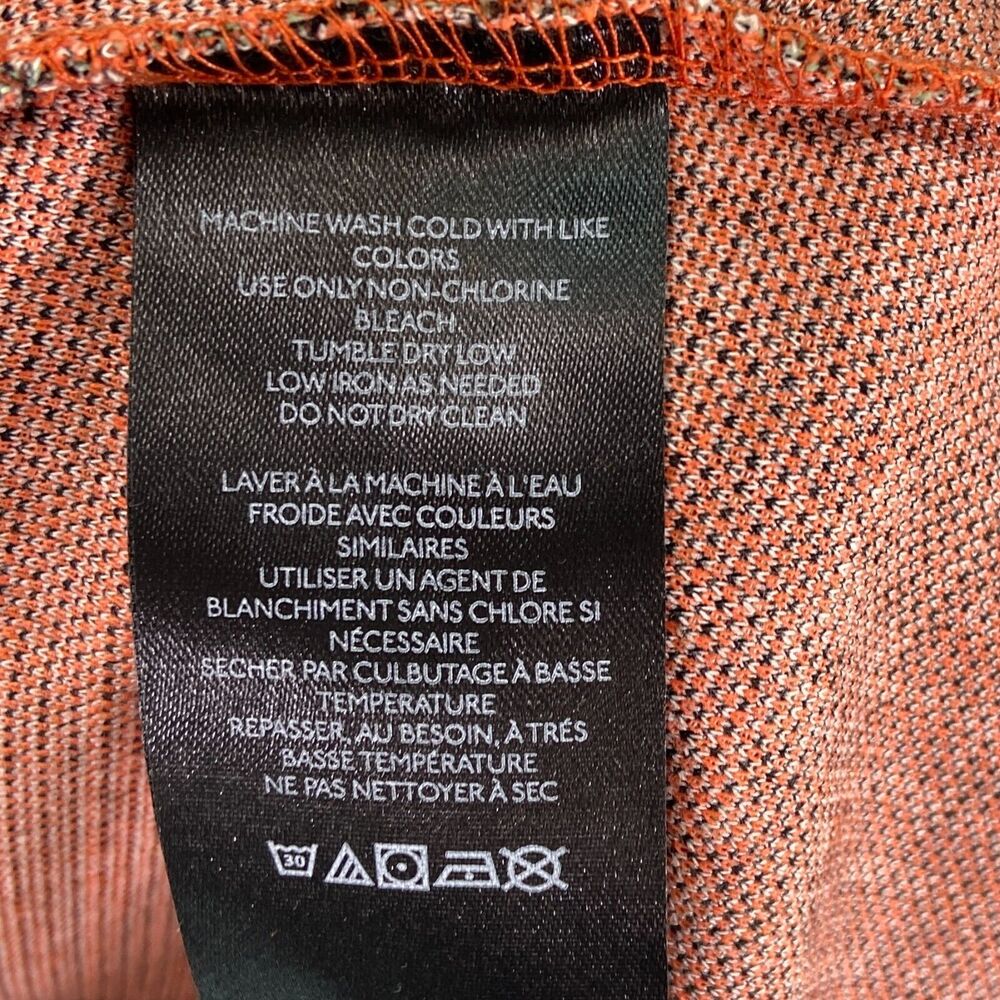 MACHINE WASH COLD WITH LIKE
COLORS
USE ONLY NON-CHLORINE
BLEACH
TUMBLE DRY LOW
LOW IRON AS NEEDED
DO NOT DRY CLEAN
LAVER À LA MACHINE À L'EAU
FROIDE AVEC COULEURS
SIMILAIRES
UTILISER UN AGENT DE
BLANCHIMENT SANS CHLORE SI
NÉCESSAIRE
SECHER PAR CULBUTAGE À BASSE
TEMPERATURE
REPASSER, AU BESOIN, À TRÉS
BASSE TEMPÉRATURE
NE PAS NETTOYER À SEC
30